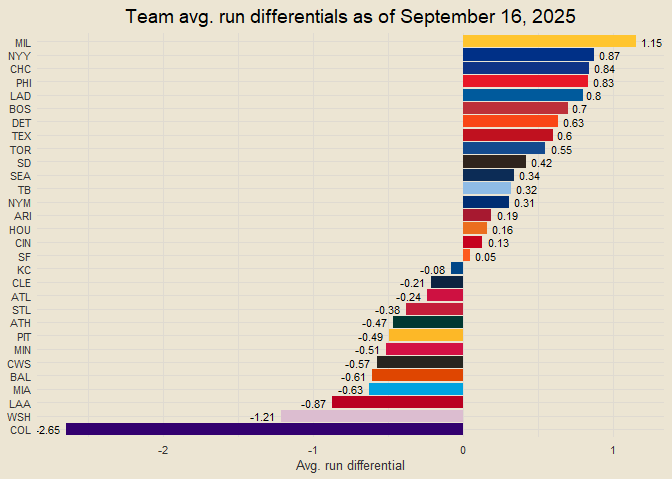 Team avg. run differentials as of September 16, 2025
MIL 1.15
NYY 0.87
CHC 0.84
PHI 0.83
LAD 0.8
BOS 0.7
DET 0.63
TEX 0.6
TOR 0.55
SD 0.42
SEA 0.34
TB 0.32
NYM 0.31
ARI 0.19
HOU 0.16
CIN 0.13
SF 0.05
KC -0.08
CLE -0.21
ATL -0.24
STL -0.38
ATH -0.47
PIT -0.49
MIN -0.51
CWS -0.57
BAL -0.61
MIA -0.63
LAA -0.87
WSH -1.21
COL -2.65
-2 -1 0 1
Avg. run differential